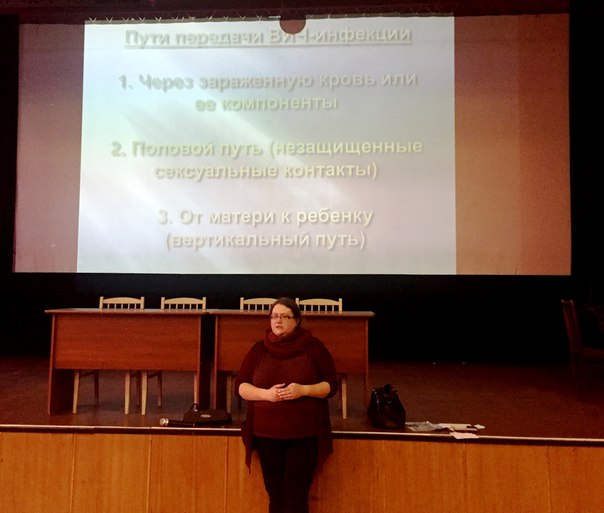 Пути передачи ВИЧ-инфекции
1. Через зараженную кровь или
ее компоненты
2. Половой путь (незащищенные
сексуальные контакты)
3. От матери к ребенку
(вертикальный путь)